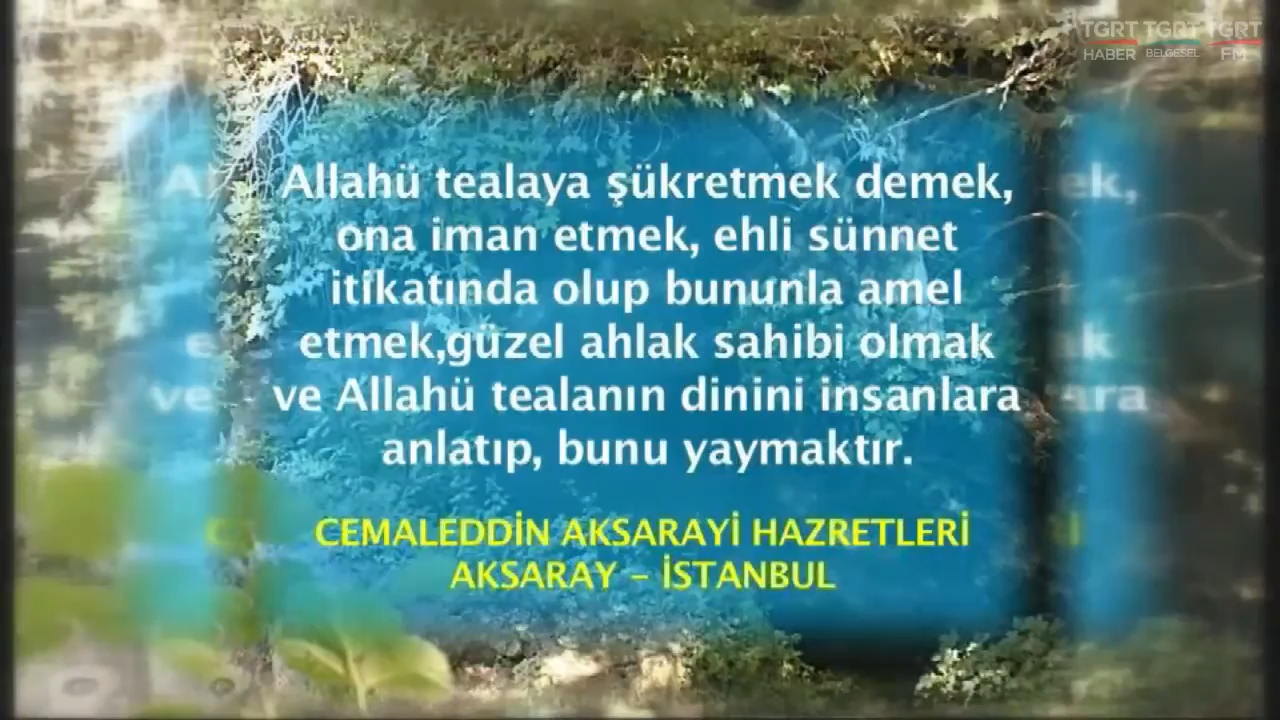 TGRT TGRT TGRT
HABER BELGESEL FM
Allahü tealaya şükretmek demek,
ona iman etmek, ehli sünnet
itikatında olup bununla amel
etmek,güzel ahlak sahibi olmak
ve Allahü tealanın dinini insanlara
anlatıp, bunu yaymaktır.
CEMALEDDİN AKSARAYİ HAZRETLERİ
AKSARAY – İSTANBUL